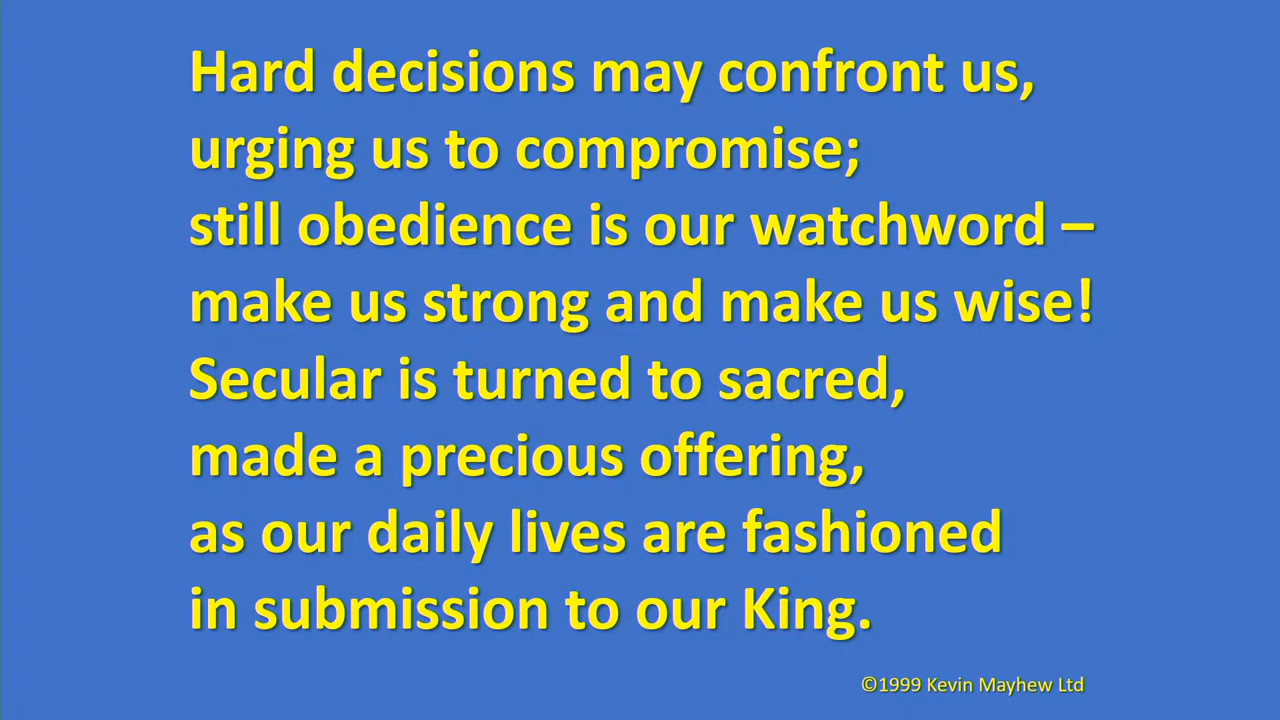 Hard decisions may confront us,
urging us to compromise;
still obedience is our watchword –
make us strong and make us wise!
Secular is turned to sacred,
made a precious offering,
as our daily lives are fashioned
in submission to our King.
©1999 Kevin Mayhew Ltd